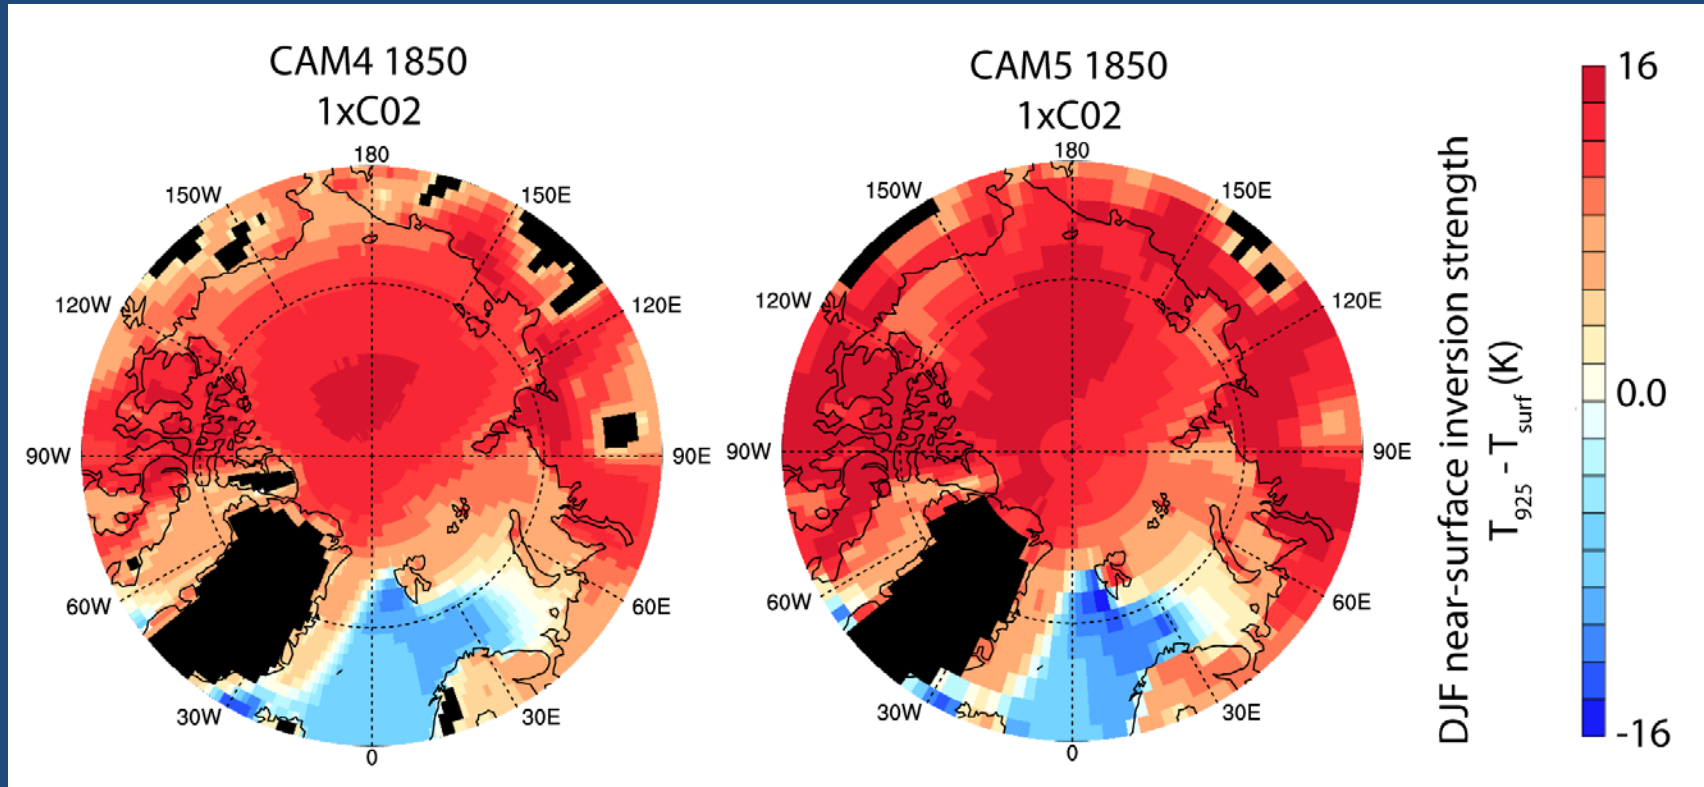 CAM4 1850
1xC02
180
150W
150E
120W
120E
90W
90E
60W
60E
30W
30E
0
CAM5 1850
1xC02
180
150W
150E
120W
120E
90W
90E
60W
60E
30W
30E
0
DJF near-surface inversion strength
T925 - Tsurf (K)
16
0.0
-16